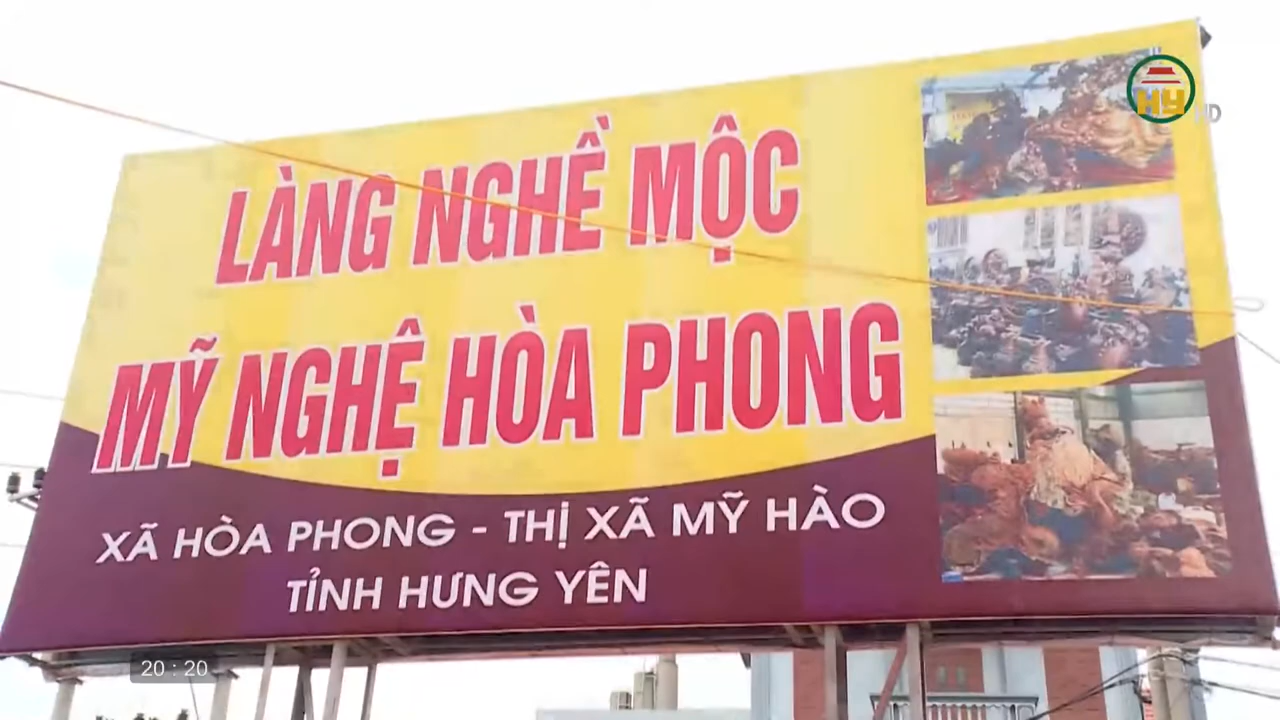 LÀNG NGHỀ MỘC
MỸ NGHỆ HÒA PHONG
XÃ HÒA PHONG - THỊ XÃ MỸ HÀO
TỈNH HƯNG YÊN
HY HD
20 : 20